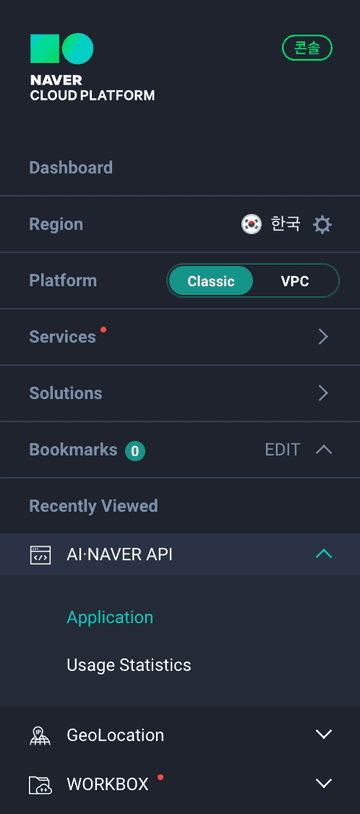 콘솔
NAVER
CLOUD PLATFORM
Dashboard
Region 한국
Platform Classic VPC
Services
Solutions
Bookmarks 0 EDIT
Recently Viewed
AI·NAVER API
Application
Usage Statistics
IP GeoLocation
WORKBOX